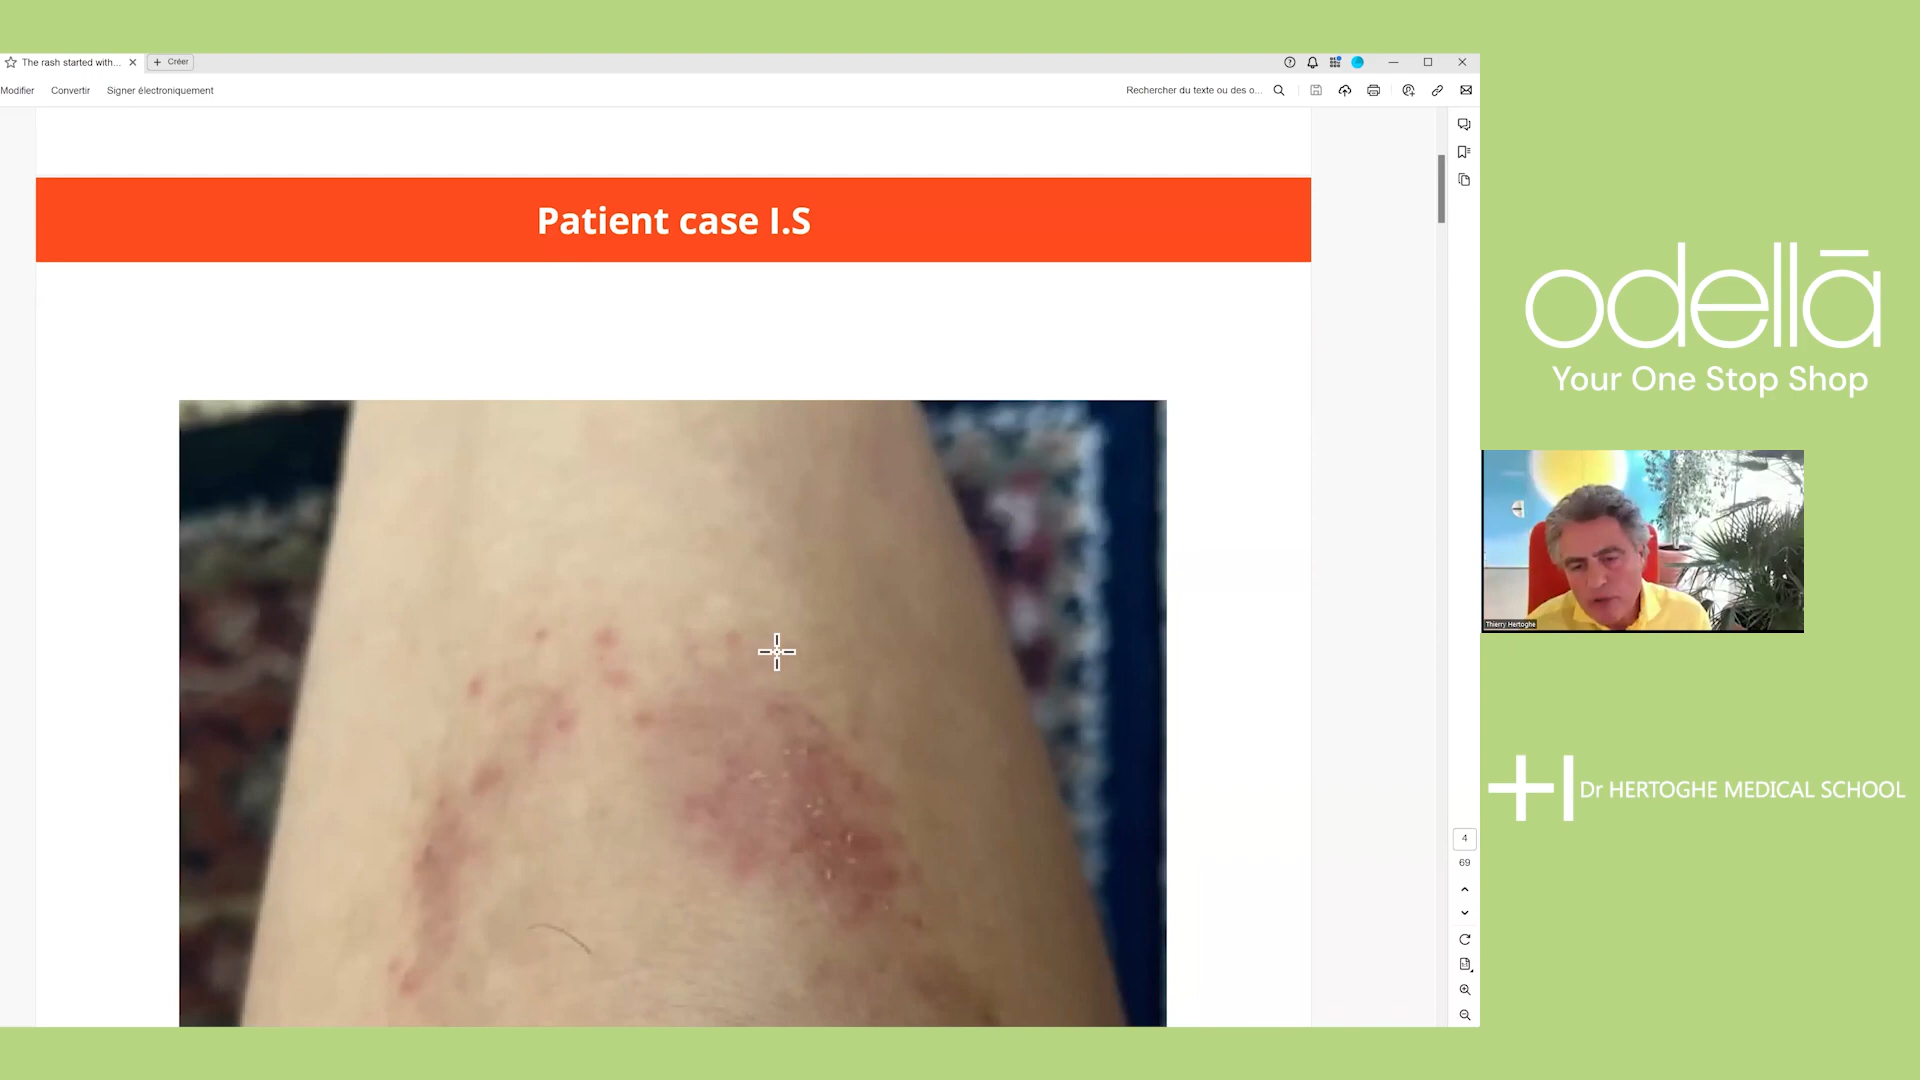 The rash started with...
Créer
Modifier
Convertir
Signer électroniquement
Rechercher du texte ou des o...
Patient case I.S
odellā
Your One Stop Shop
Thierry Hertoghe
Dr HERTOGHE MEDICAL SCHOOL
4
69